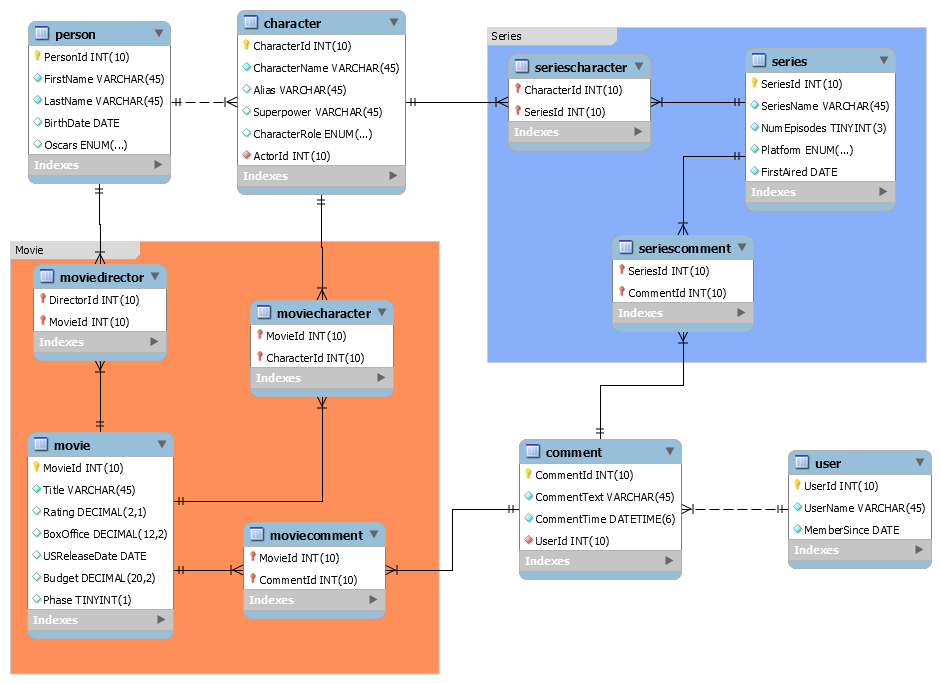 person
PersonId INT(10)
FirstName VARCHAR(45)
LastName VARCHAR(45)
BirthDate DATE
Oscars ENUM(...)
Indexes
character
CharacterId INT(10)
CharacterName VARCHAR(45)
Alias VARCHAR(45)
Superpower VARCHAR(45)
CharacterRole ENUM(...)
ActorId INT(10)
Indexes
Series
seriescharacter
CharacterId INT(10)
SeriesId INT(10)
Indexes
series
SeriesId INT(10)
SeriesName VARCHAR(45)
NumEpisodes TINYINT(3)
Platform ENUM(...)
FirstAired DATE
Indexes
seriescomment
SeriesId INT(10)
CommentId INT(10)
Indexes
Movie
moviedirector
DirectorId INT(10)
MovieId INT(10)
Indexes
moviecharacter
MovieId INT(10)
CharacterId INT(10)
Indexes
movie
MovieId INT(10)
Title VARCHAR(45)
Rating DECIMAL(2,1)
BoxOffice DECIMAL(12,2)
USReleaseDate DATE
Budget DECIMAL(20,2)
Phase TINYINT(1)
Indexes
moviecomment
MovieId INT(10)
CommentId INT(10)
Indexes
comment
CommentId INT(10)
CommentText VARCHAR(45)
CommentTime DATETIME(6)
UserId INT(10)
Indexes
user
UserId INT(10)
UserName VARCHAR(45)
MemberSince DATE
Indexes